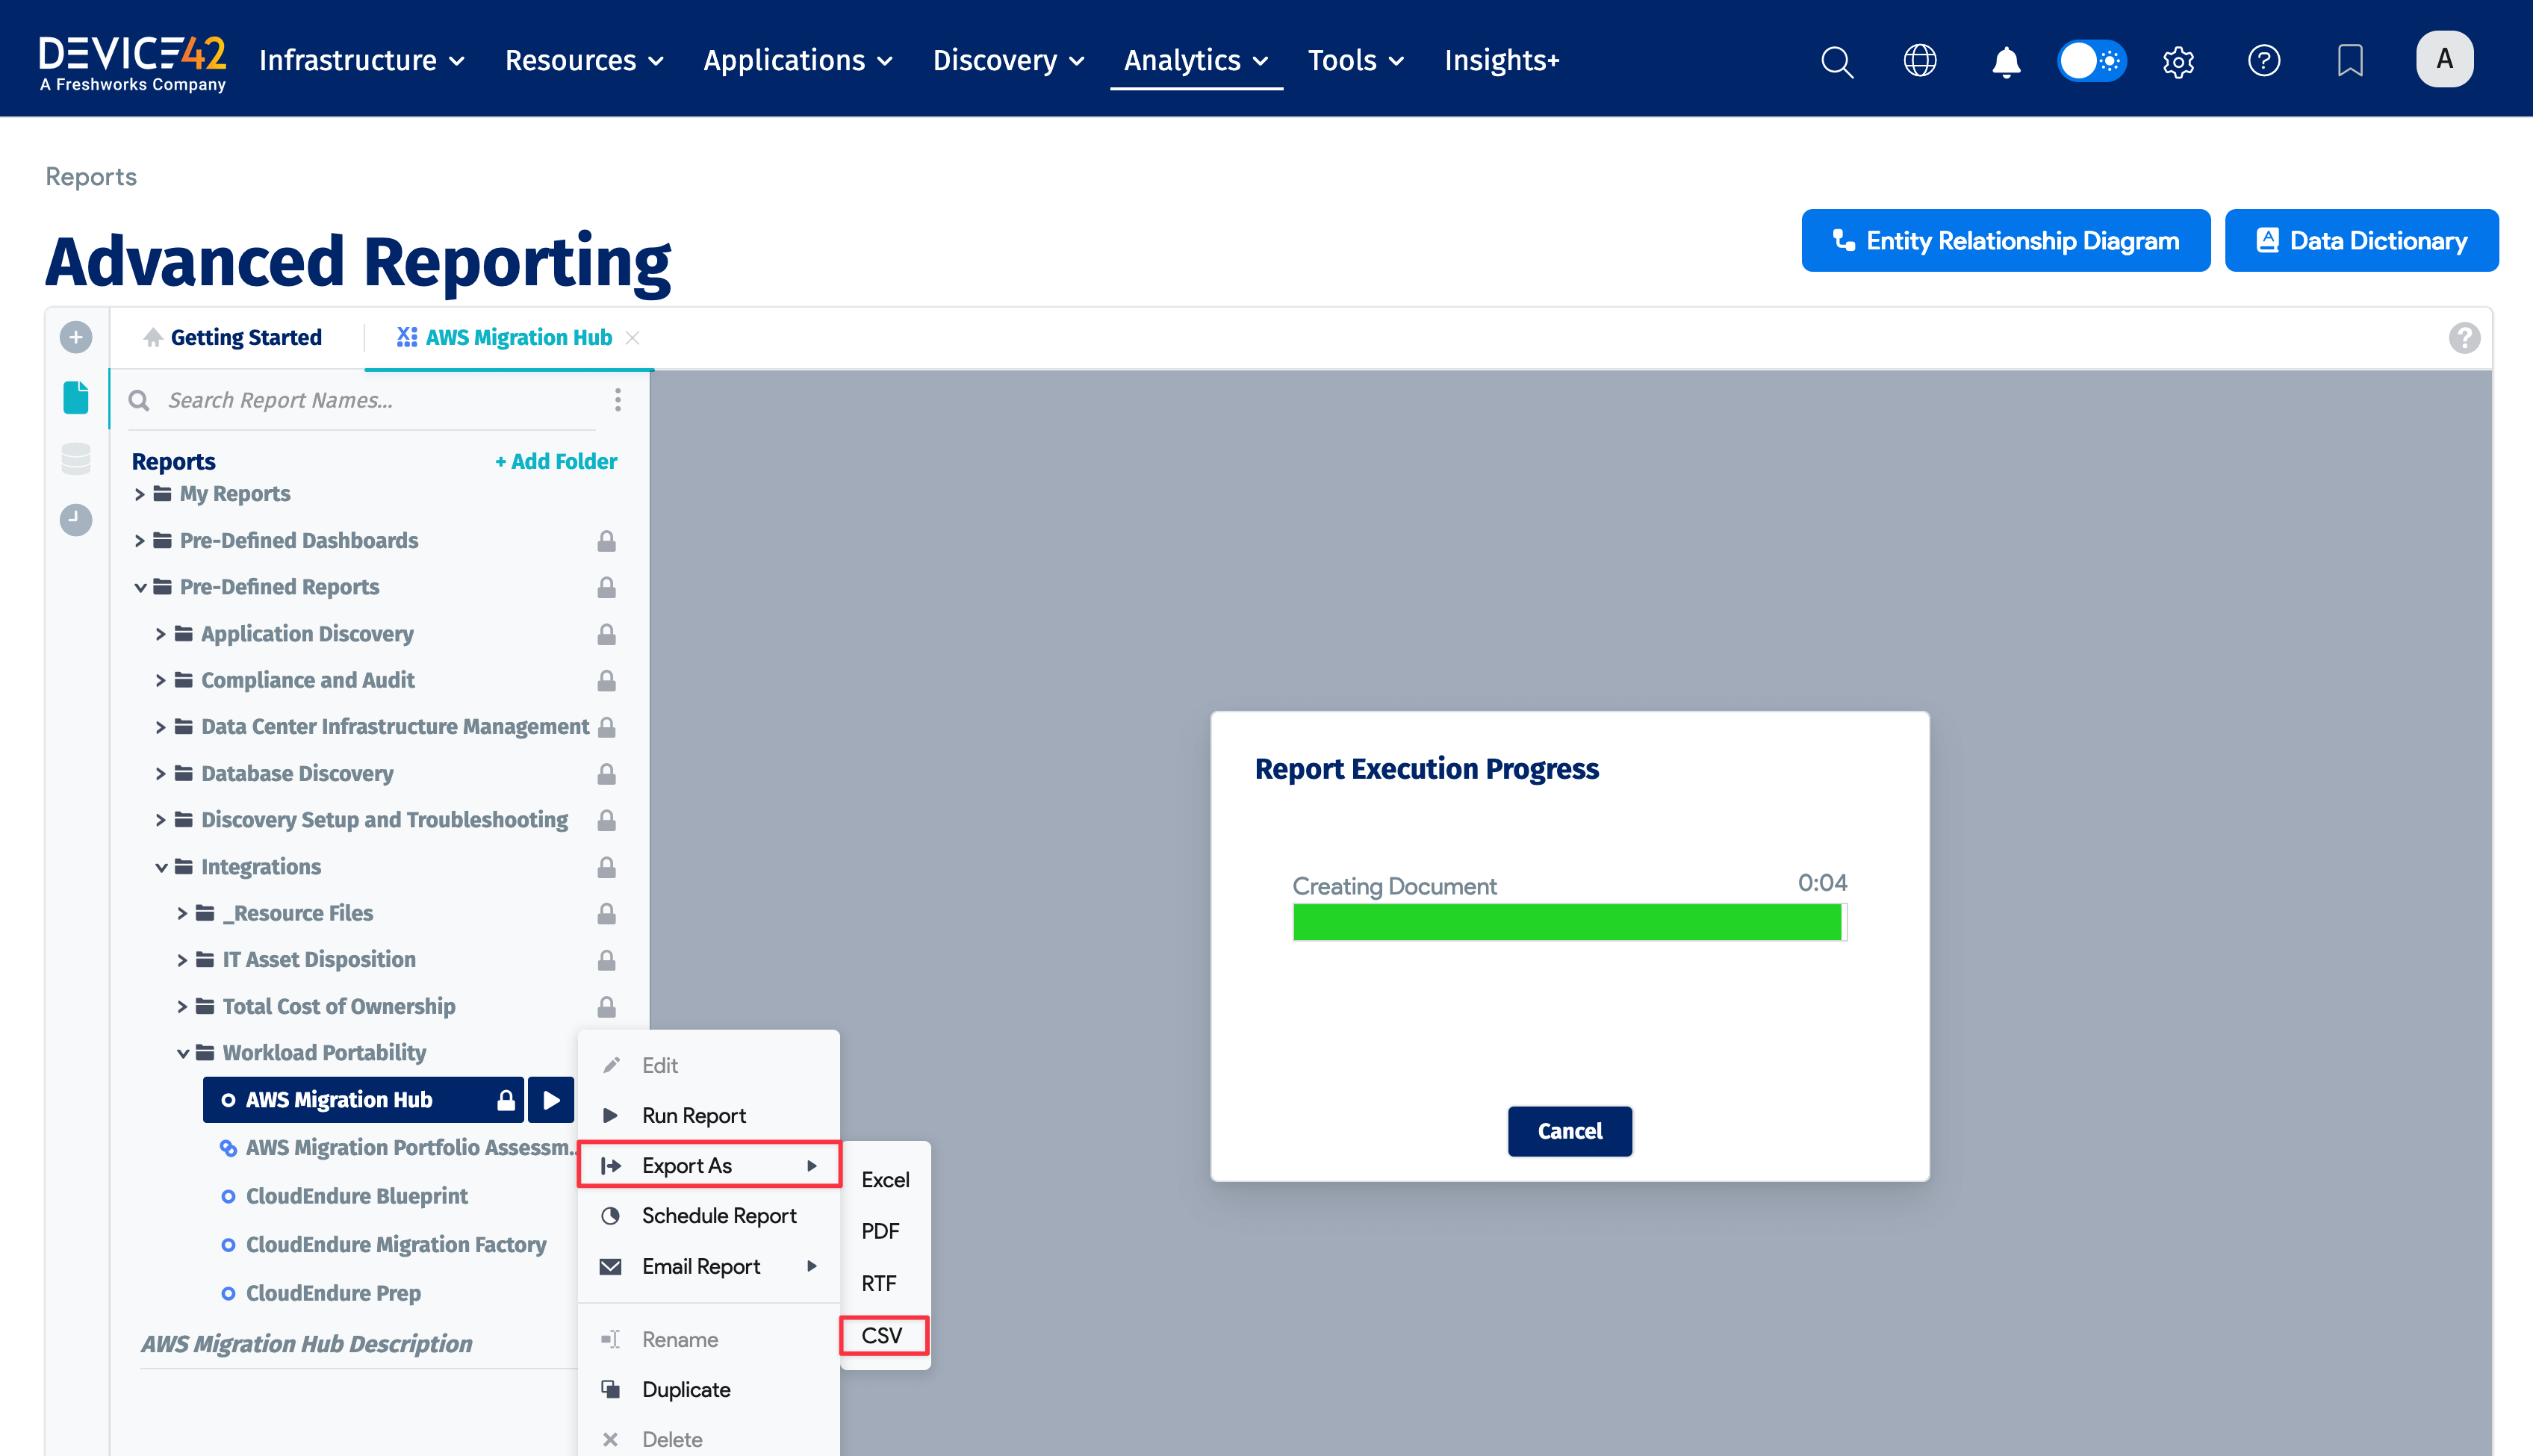 DEVICE42
A Freshworks Company
Infrastructure
Resources
Applications
Discovery
Analytics
Tools
Insights+
A
Reports
Advanced Reporting
Entity Relationship Diagram
Data Dictionary
Getting Started
AWS Migration Hub
Search Report Names...
Reports
+ Add Folder
My Reports
Pre-Defined Dashboards
Pre-Defined Reports
Application Discovery
Compliance and Audit
Data Center Infrastructure Management
Database Discovery
Discovery Setup and Troubleshooting
Integrations
_Resource Files
IT Asset Disposition
Total Cost of Ownership
Workload Portability
AWS Migration Hub
AWS Migration Portfolio Assessm...
CloudEndure Blueprint
CloudEndure Migration Factory
CloudEndure Prep
AWS Migration Hub Description
Edit
Run Report
Export As
Schedule Report
Email Report
Rename
Duplicate
Delete
Excel
PDF
RTF
CSV
Report Execution Progress
Creating Document 0:04
Cancel